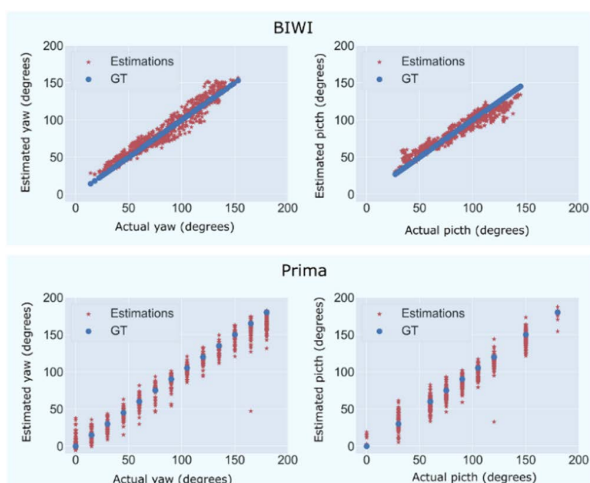 BIWI
Estimated yaw (degrees)
200
150
100
50
0
Estimations
GT
0 50 100 150 200
Actual yaw (degrees)
Estimated picth (degrees)
200
150
100
50
0
Estimations
GT
0 50 100 150 200
Actual picth (degrees)
Prima
Estimated yaw (degrees)
200
150
100
50
0
Estimations
GT
0 50 100 150 200
Actual yaw (degrees)
Estimated picth (degrees)
200
150
100
50
0
Estimations
GT
0 50 100 150 200
Actual picth (degrees)